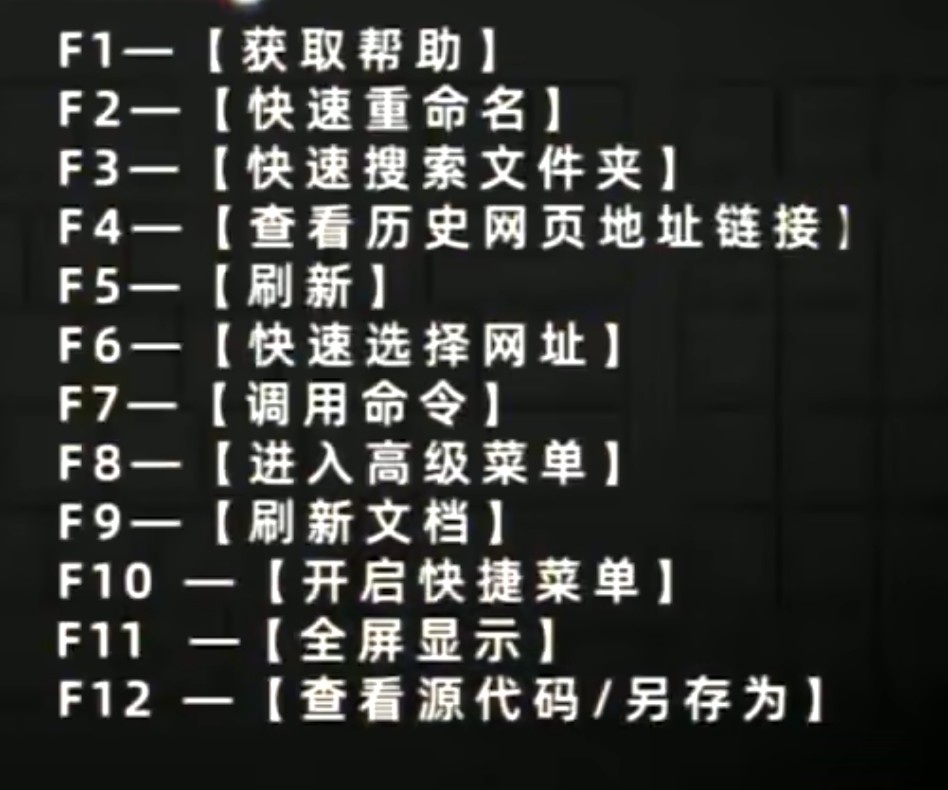 F1—【获取帮助】
F2—【快速重命名】
F3—【快速搜索文件夹】
F4—【查看历史网页地址链接】
F5—【刷新】
F6—【快速选择网址】
F7—【调用命令】
F8—【进入高级菜单】
F9—【刷新文档】
F10 —【开启快捷菜单】
F11 —【全屏显示】
F12 —【查看源代码/另存为】